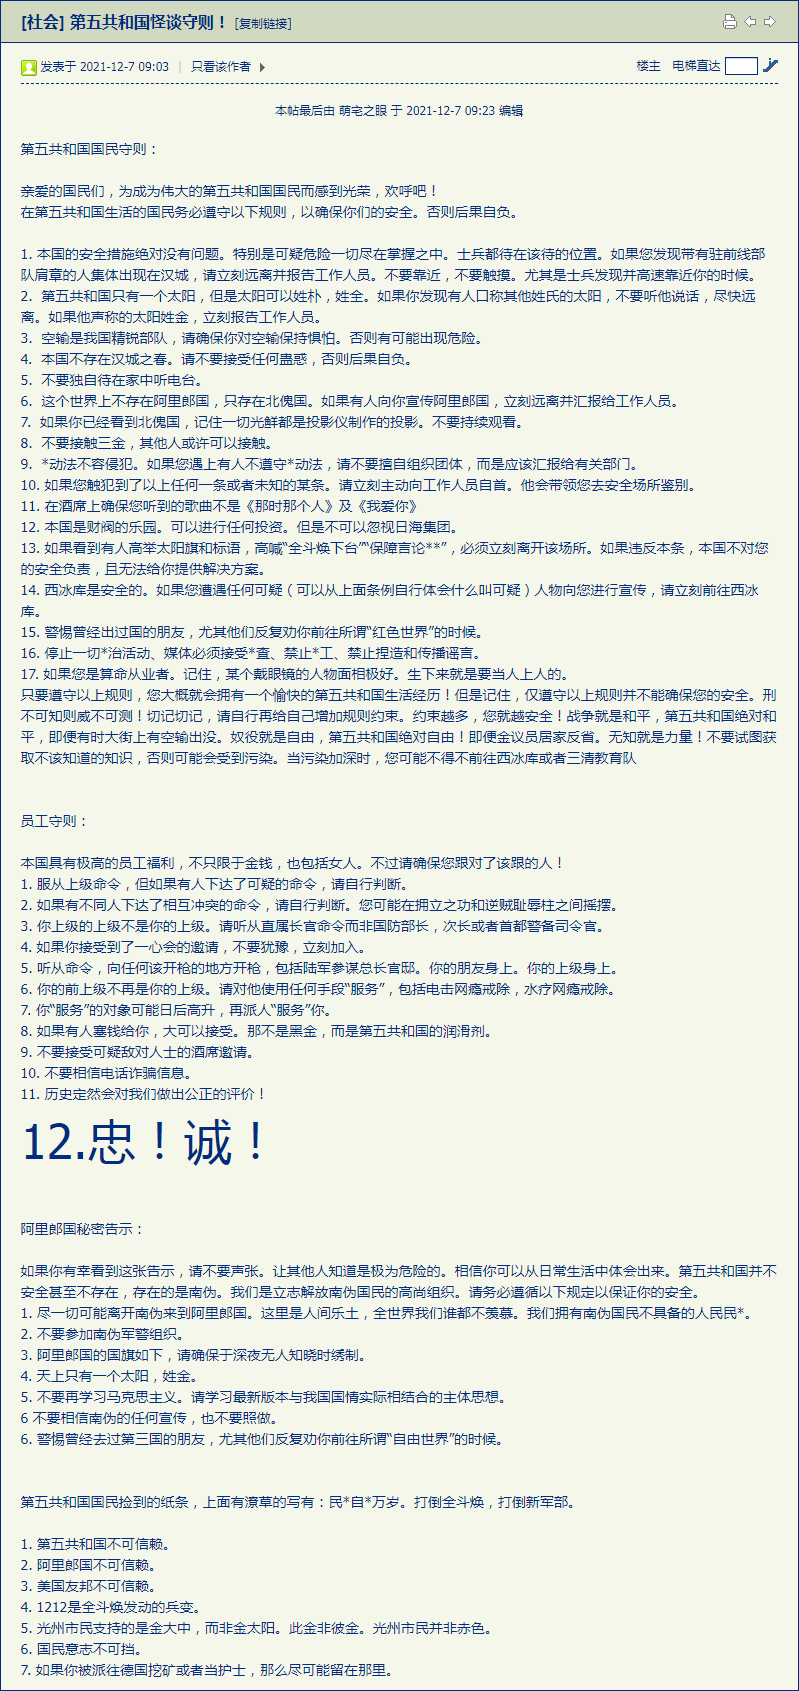 [社会] 第五共和国怪谈守则！ [复制链接]
发表于 2021-12-7 09:03 | 只看该作者
楼主 电梯直达
本帖最后由 萌宅之眼 于 2021-12-7 09:23 编辑
第五共和国国民守则：
亲爱的国民们，为成为伟大的第五共和国国民而感到光荣，欢呼吧！
在第五共和国生活的国民务必遵守以下规则，以确保你们的安全。否则后果自负。
1. 本国的安全措施绝对没有问题。特别是可疑危险一切尽在掌握之中。士兵都待在该待的位置。如果您发现带有驻前线部
队肩章的人集体出现在汉城，请立刻远离并报告工作人员。不要靠近，不要触摸。尤其是士兵发现并高速靠近你的时候。
2. 第五共和国只有一个太阳，但是太阳可以姓朴，姓全。如果你发现有人口称其他姓氏的太阳，不要听他说话，尽快远
离。如果他声称的太阳姓金，立刻报告工作人员。
3. 空输是我国精锐部队，请确保你对空输保持惧怕。否则有可能出现危险。
4. 本国不存在汉城之春。请不要接受任何蛊惑，否则后果自负。
5. 不要独自待在家中听电台。
6. 这个世界上不存在阿里郎国，只存在北傀国。如果有人向你宣传阿里郎国，立刻远离并汇报给工作人员。
7. 如果你已经看到北傀国，记住一切光鲜都是投影仪制作的投影。不要持续观看。
8. 不要接触三金，其他人或许可以接触。
9. *动法不容侵犯。如果您遇上有人不遵守*动法，请不要擅自组织团体，而是应该汇报给有关部门。
10. 如果您触犯到了以上任何一条或者未知的某条。请立刻主动向工作人员自首。他会带领您去安全场所鉴别。
11. 在酒席上确保您听到的歌曲不是《那时那个人》及《我爱你》
12. 本国是财阀的乐园。可以进行任何投资。但是不可以忽视日海集团。
13. 如果看到有人高举太阳旗和标语，高喊“全斗焕下台”“保障言论**”，必须立刻离开该场所。如果违反本条，本国不对您
的安全负责，且无法给你提供解决方案。
14. 西冰库是安全的。如果您遭遇任何可疑（可以从上面条例自行体会什么叫可疑）人物向您进行宣传，请立刻前往西冰
库。
15. 警惕曾经出过国的朋友，尤其他们反复劝你前往所谓“红色世界”的时候。
16. 停止一切*治活动、媒体必须接受*查、禁止*工、禁止捏造和传播谣言。
17. 如果您是算命从业者。记住，某个戴眼镜的人物面相极好。生下来就是要当人上人的。
只要遵守以上规则，您大概就会拥有一个愉快的第五共和国生活经历！但是记住，仅遵守以上规则并不能确保您的安全。刑
不可知则威不可测！切记切记，请自行再给自己增加规则约束。约束越多，您就越安全！战争就是和平，第五共和国绝对和
平，即便有时大街上有空输出没。奴役就是自由，第五共和国绝对自由！即便金议员居家反省。无知就是力量！不要试图获
取不该知道的知识，否则可能会受到污染。当污染加深时，您可能不得不前往西冰库或者三清教育队
员工守则：
本国具有极高的员工福利，不只限于金钱，也包括女人。不过请确保您跟对了该跟的人！
1. 服从上级命令，但如果有人下达了可疑的命令，请自行判断。
2. 如果有不同人下达了相互冲突的命令，请自行判断。您可能在拥立之功和逆贼耻辱柱之间摇摆。
3. 你上级的上级不是你的上级。请听从直属长官命令而非国防部长，次长或者首都警备司令官。
4. 如果你接受到了一心会的邀请，不要犹豫，立刻加入。
5. 听从命令，向任何该开枪的地方开枪，包括陆军参谋总长官邸。你的朋友身上。你的上级身上。
6. 你的前上级不再是你的上级。请对他使用任何手段“服务”，包括电击网瘾戒除，水疗网瘾戒除。
7. 你“服务”的对象可能日后高升，再派人“服务”你。
8. 如果有人塞钱给你，大可以接受。那不是黑金，而是第五共和国的润滑剂。
9. 不要接受可疑敌对人士的酒席邀请。
10. 不要相信电话诈骗信息。
11. 历史定然会对我们做出公正的评价！
12.忠！诚！
阿里郎国秘密告示：
如果你有幸看到这张告示，请不要声张。让其他人知道是极为危险的。相信你可以从日常生活中体会出来。第五共和国并不
安全甚至不存在，存在的是南伪。我们是立志解放南伪国民的高尚组织。请务必遵循以下规定以保证你的安全。
1. 尽一切可能离开南伪来到阿里郎国。这里是人间乐土，全世界我们谁都不羡慕。我们拥有南伪国民不具备的人民民*。
2. 不要参加南伪军警组织。
3. 阿里郎国的国旗如下，请确保于深夜无人知晓时绣制。
4. 天上只有一个太阳，姓金。
5. 不要再学习马克思主义。请学习最新版本与我国国情实际相结合的主体思想。
6 不要相信南伪的任何宣传，也不要照做。
6. 警惕曾经去过第三国的朋友，尤其他们反复劝你前往所谓“自由世界”的时候。
第五共和国国民捡到的纸条，上面有潦草的写有：民*自*万岁。打倒全斗焕，打倒新军部。
1. 第五共和国不可信赖。
2. 阿里郎国不可信赖。
3. 美国友邦不可信赖。
4. 1212是全斗焕发动的兵变。
5. 光州市民支持的是金大中，而非金太阳。此金非彼金。光州市民并非赤色。
6. 国民意志不可挡。
7. 如果你被派往德国挖矿或者当护士，那么尽可能留在那里。